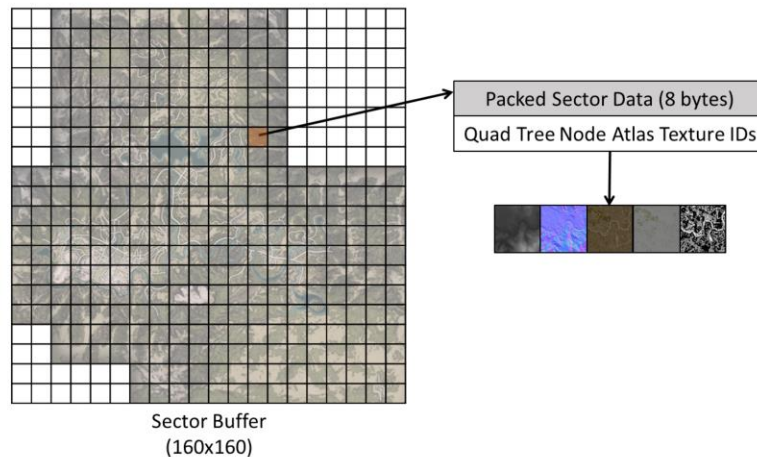 Packed Sector Data (8 bytes)
Quad Tree Node Atlas Texture IDs
Sector Buffer
(160x160)